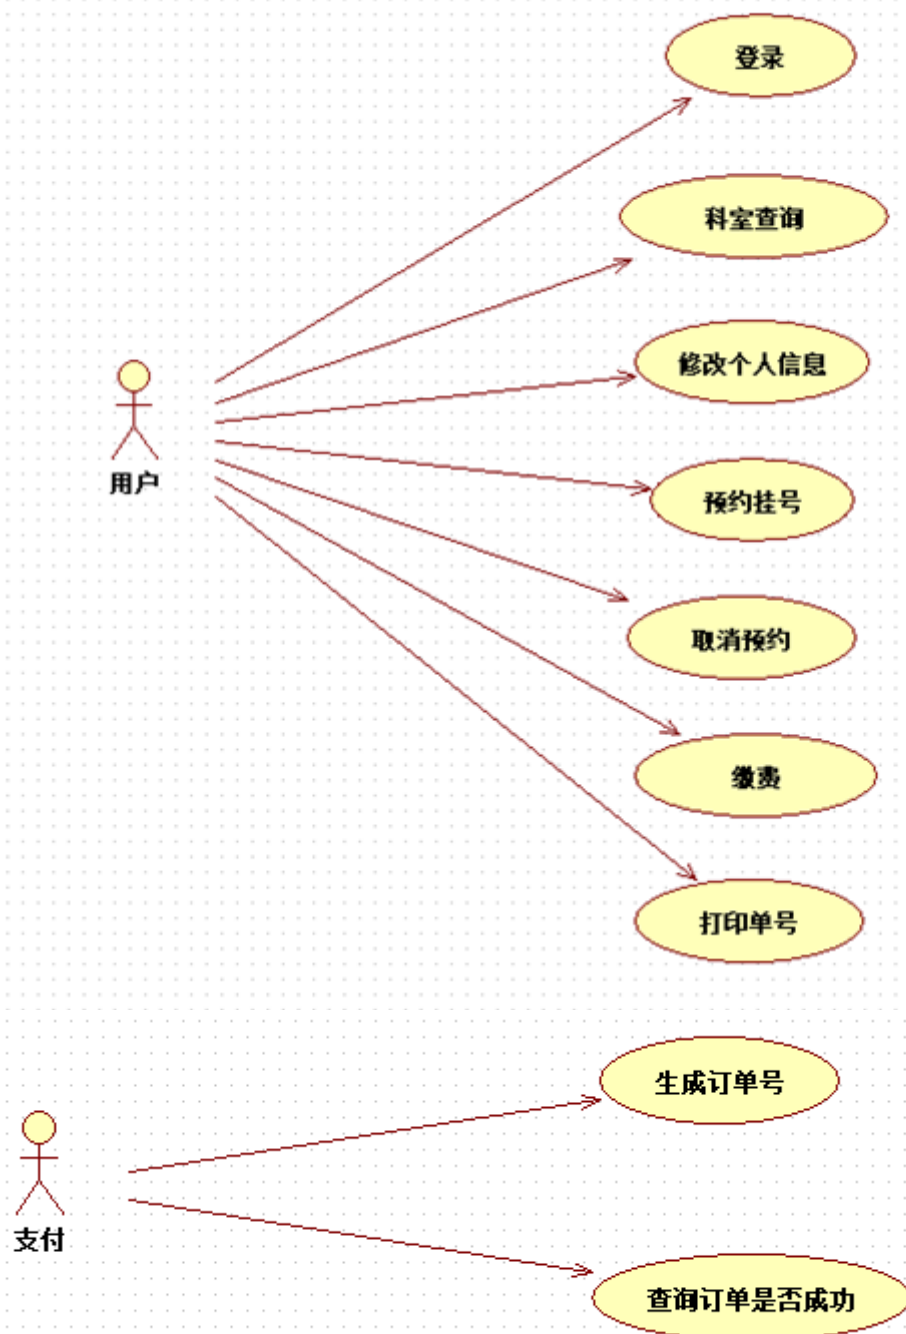 登录
科室查询
修改个人信息
用户
预约挂号
取消预约
缴费
打印单号
生成订单号
支付
查询订单是否成功